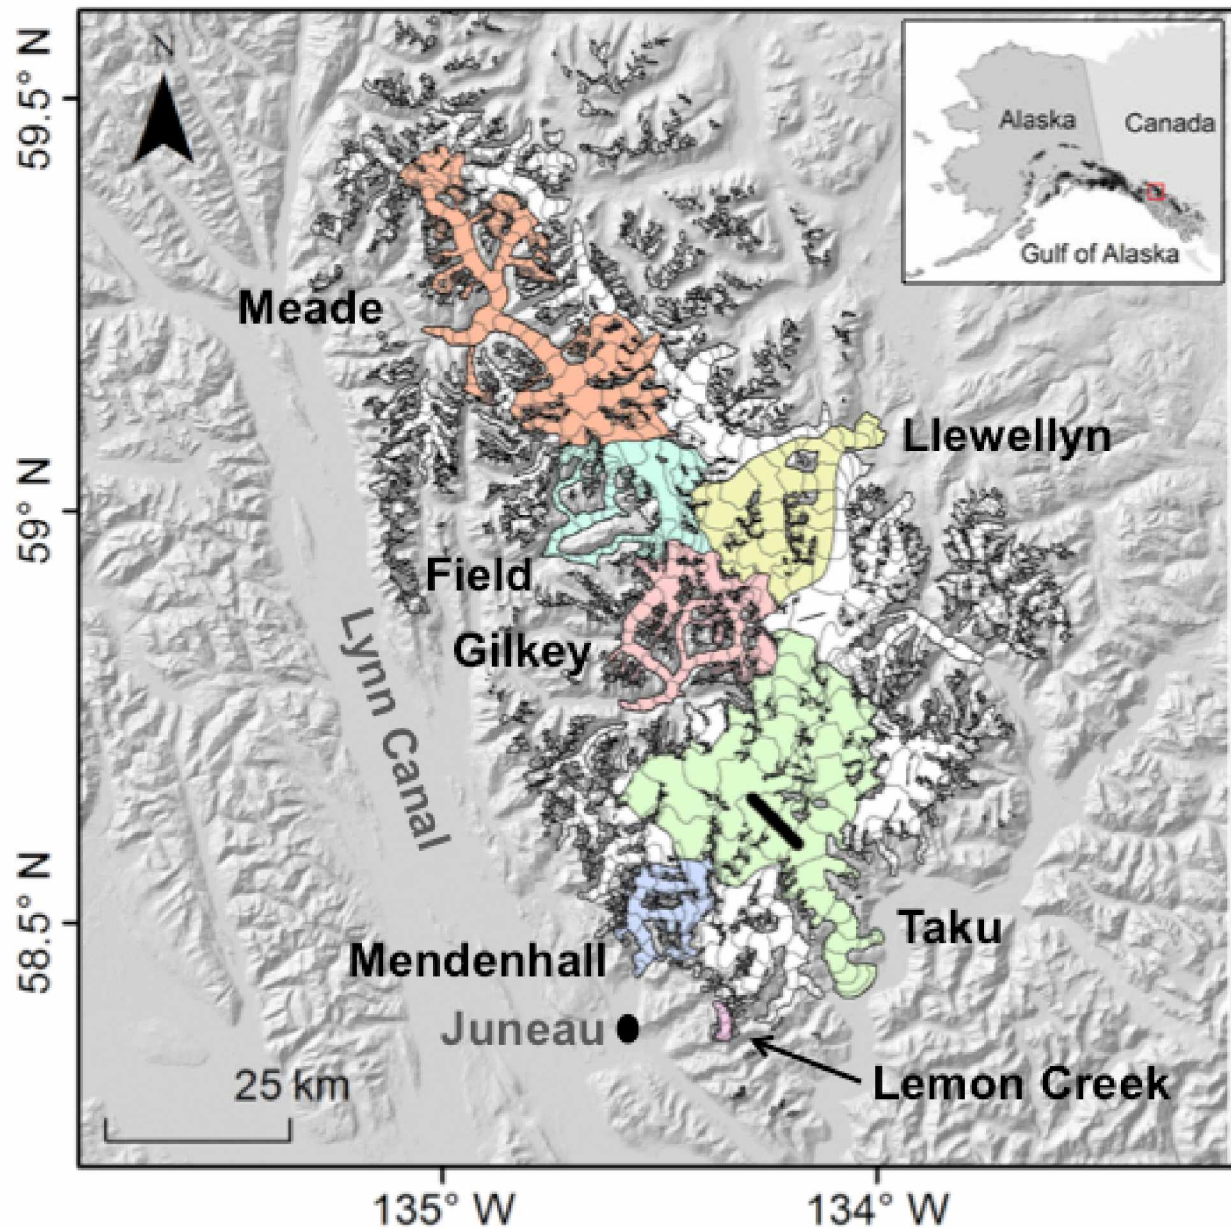 59.5° N
59° N
58.5° N
N
Alaska
Canada
Gulf of Alaska
Meade
Llewellyn
Field
Gilkey
Lynn Canal
Taku
Mendenhall
Juneau
Lemon Creek
25 km
135° W
134° W